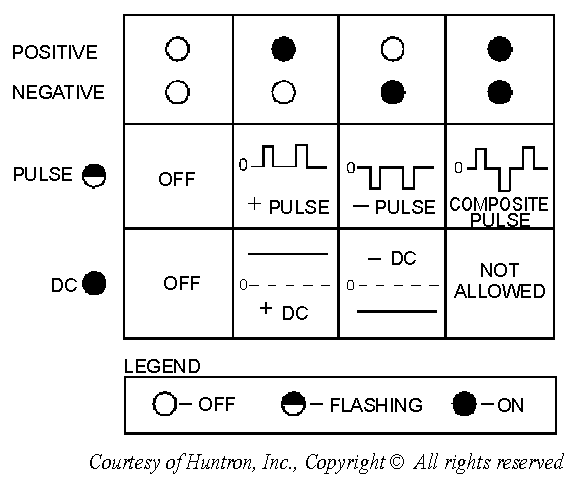 POSITIVE
NEGATIVE
PULSE OFF 0 + PULSE 0 – PULSE 0 COMPOSITE PULSE
DC OFF 0 + DC – DC 0 NOT ALLOWED
LEGEND
– OFF – FLASHING – ON
Courtesy of Huntron, Inc., Copyright © All rights reserved